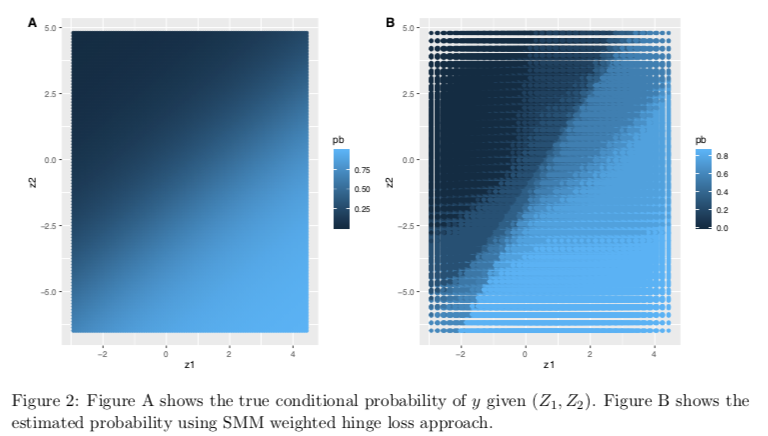 A
B
5.0
2.5
0.0
−2.5
−5.0
z2
−2
0
2
4
z1
pb
0.75
0.50
0.25
5.0
2.5
0.0
−2.5
−5.0
z2
−2
0
2
4
z1
pb
0.8
0.6
0.4
0.2
0.0
Figure 2: Figure A shows the true conditional probability of y given (Z₁, Z₂). Figure B shows the
estimated probability using SMM weighted hinge loss approach.